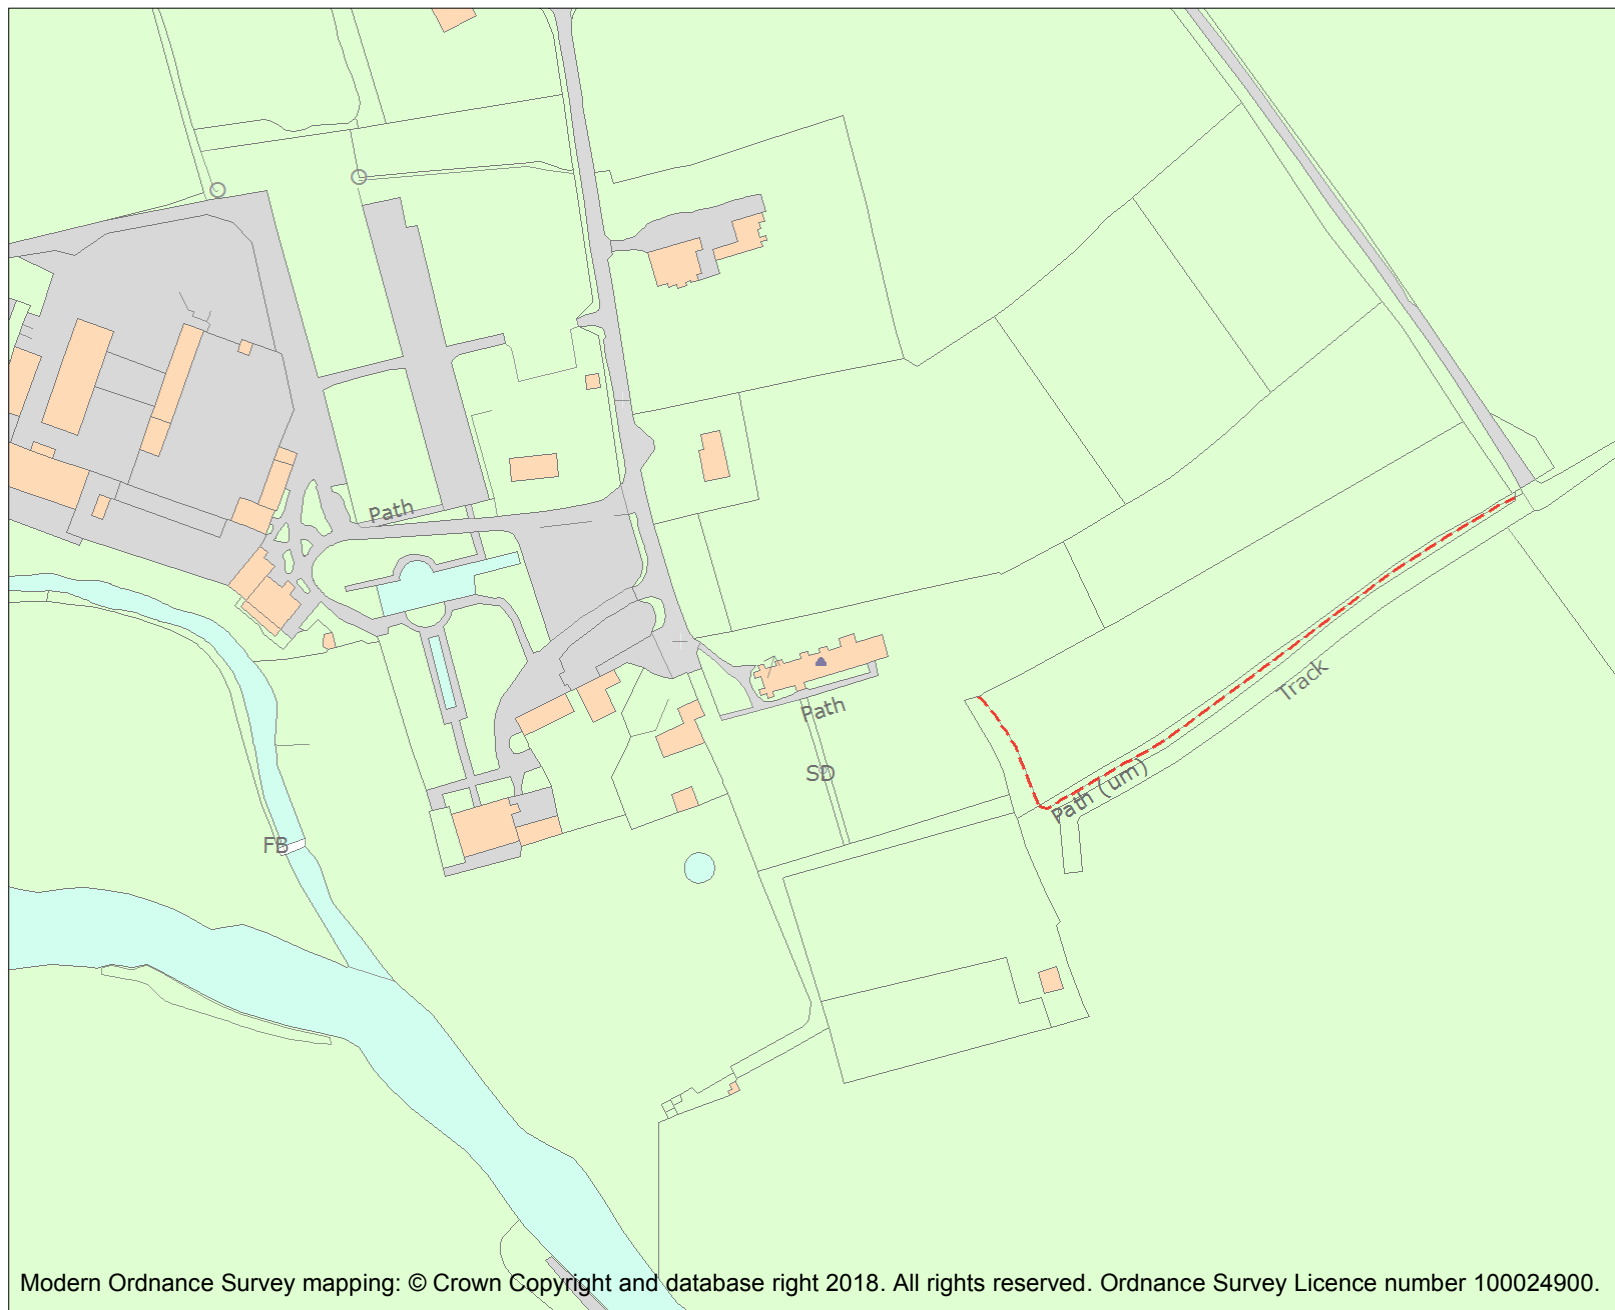 Path
Path
Track
SD
Path (um)
FB
Modern Ordnance Survey mapping: © Crown Copyright and database right 2018. All rights reserved. Ordnance Survey Licence number 100024900.